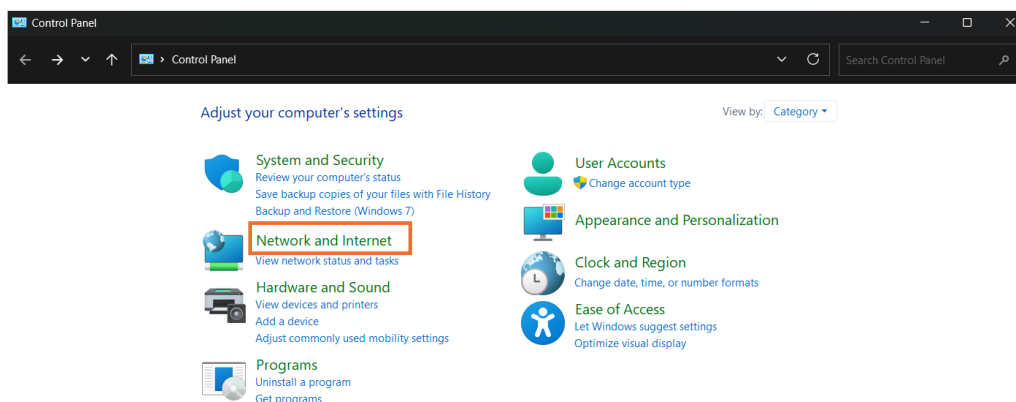 Control Panel
Control Panel
Search Control Panel
Adjust your computer's settings
View by: Category
System and Security
Review your computer's status
Save backup copies of your files with File History
Backup and Restore (Windows 7)
Network and Internet
View network status and tasks
Hardware and Sound
View devices and printers
Add a device
Adjust commonly used mobility settings
Programs
Uninstall a program
Get programs
User Accounts
Change account type
Appearance and Personalization
Clock and Region
Change date, time, or number formats
Ease of Access
Let Windows suggest settings
Optimize visual display